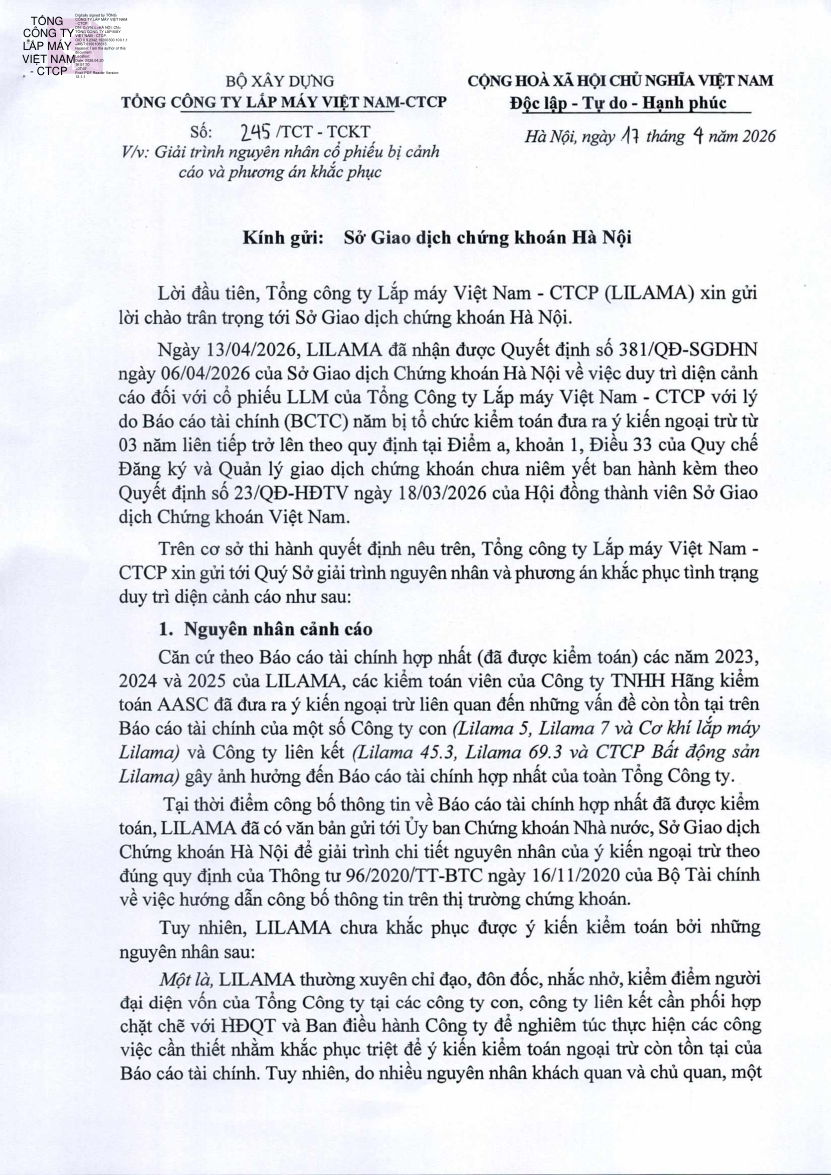 TỔNG
CÔNG TY
LẮP MÁY
VIỆT NAM
- CTCP
BỘ XÂY DỰNG
TỔNG CÔNG TY LẮP MÁY VIỆT NAM-CTCP
Số: 245 /TCT - TCKT
V/v: Giải trình nguyên nhân cổ phiếu bị cảnh
cáo và phương án khắc phục
CỘNG HOÀ XÃ HỘI CHỦ NGHĨA VIỆT NAM
Độc lập - Tự do - Hạnh phúc
Hà Nội, ngày 17 tháng 4 năm 2026
Kính gửi: Sở Giao dịch chứng khoán Hà Nội
Lời đầu tiên, Tổng công ty Lắp máy Việt Nam - CTCP (LILAMA) xin gửi
lời chào trân trọng tới Sở Giao dịch chứng khoán Hà Nội.
Ngày 13/04/2026, LILAMA đã nhận được Quyết định số 381/QĐ-SGDHN
ngày 06/04/2026 của Sở Giao dịch Chứng khoán Hà Nội về việc duy trì diện cảnh
cáo đối với cổ phiếu LLM của Tổng Công ty Lắp máy Việt Nam - CTCP với lý
do Báo cáo tài chính (BCTC) năm bị tổ chức kiểm toán đưa ra ý kiến ngoại trừ từ
03 năm liên tiếp trở lên theo quy định tại Điểm a, khoản 1, Điều 33 của Quy chế
Đăng ký và Quản lý giao dịch chứng khoán chưa niêm yết ban hành kèm theo
Quyết định số 23/QĐ-HĐTV ngày 18/03/2026 của Hội đồng thành viên Sở Giao
dịch Chứng khoán Việt Nam.
Trên cơ sở thi hành quyết định nêu trên, Tổng công ty Lắp máy Việt Nam -
CTCP xin gửi tới Quý Sở giải trình nguyên nhân và phương án khắc phục tình trạng
duy trì diện cảnh cáo như sau:
1. Nguyên nhân cảnh cáo
Căn cứ theo Báo cáo tài chính hợp nhất (đã được kiểm toán) các năm 2023,
2024 và 2025 của LILAMA, các kiểm toán viên của Công ty TNHH Hãng kiểm
toán AASC đã đưa ra ý kiến ngoại trừ liên quan đến những vấn đề còn tồn tại trên
Báo cáo tài chính của một số Công ty con (Lilama 5, Lilama 7 và Cơ khí lắp máy
Lilama) và Công ty liên kết (Lilama 45.3, Lilama 69.3 và CTCP Bất động sản
Lilama) gây ảnh hưởng đến Báo cáo tài chính hợp nhất của toàn Tổng Công ty.
Tại thời điểm công bố thông tin về Báo cáo tài chính hợp nhất đã được kiểm
toán, LILAMA đã có văn bản gửi tới Ủy ban Chứng khoán Nhà nước, Sở Giao dịch
Chứng khoán Hà Nội để giải trình chi tiết nguyên nhân của ý kiến ngoại trừ theo
đúng quy định của Thông tư 96/2020/TT-BTC ngày 16/11/2020 của Bộ Tài chính
về việc hướng dẫn công bố thông tin trên thị trường chứng khoán.
Tuy nhiên, LILAMA chưa khắc phục được ý kiến kiểm toán bởi những
nguyên nhân sau:
Một là, LILAMA thường xuyên chỉ đạo, đôn đốc, nhắc nhở, kiểm điểm người
đại diện vốn của Tổng Công ty tại các công ty con, công ty liên kết cần phối hợp
chặt chẽ với HĐQT và Ban điều hành Công ty để nghiêm túc thực hiện các công
việc cần thiết nhằm khắc phục triệt để ý kiến kiểm toán ngoại trừ còn tồn tại của
Báo cáo tài chính. Tuy nhiên, do nhiều nguyên nhân khách quan và chủ quan, một